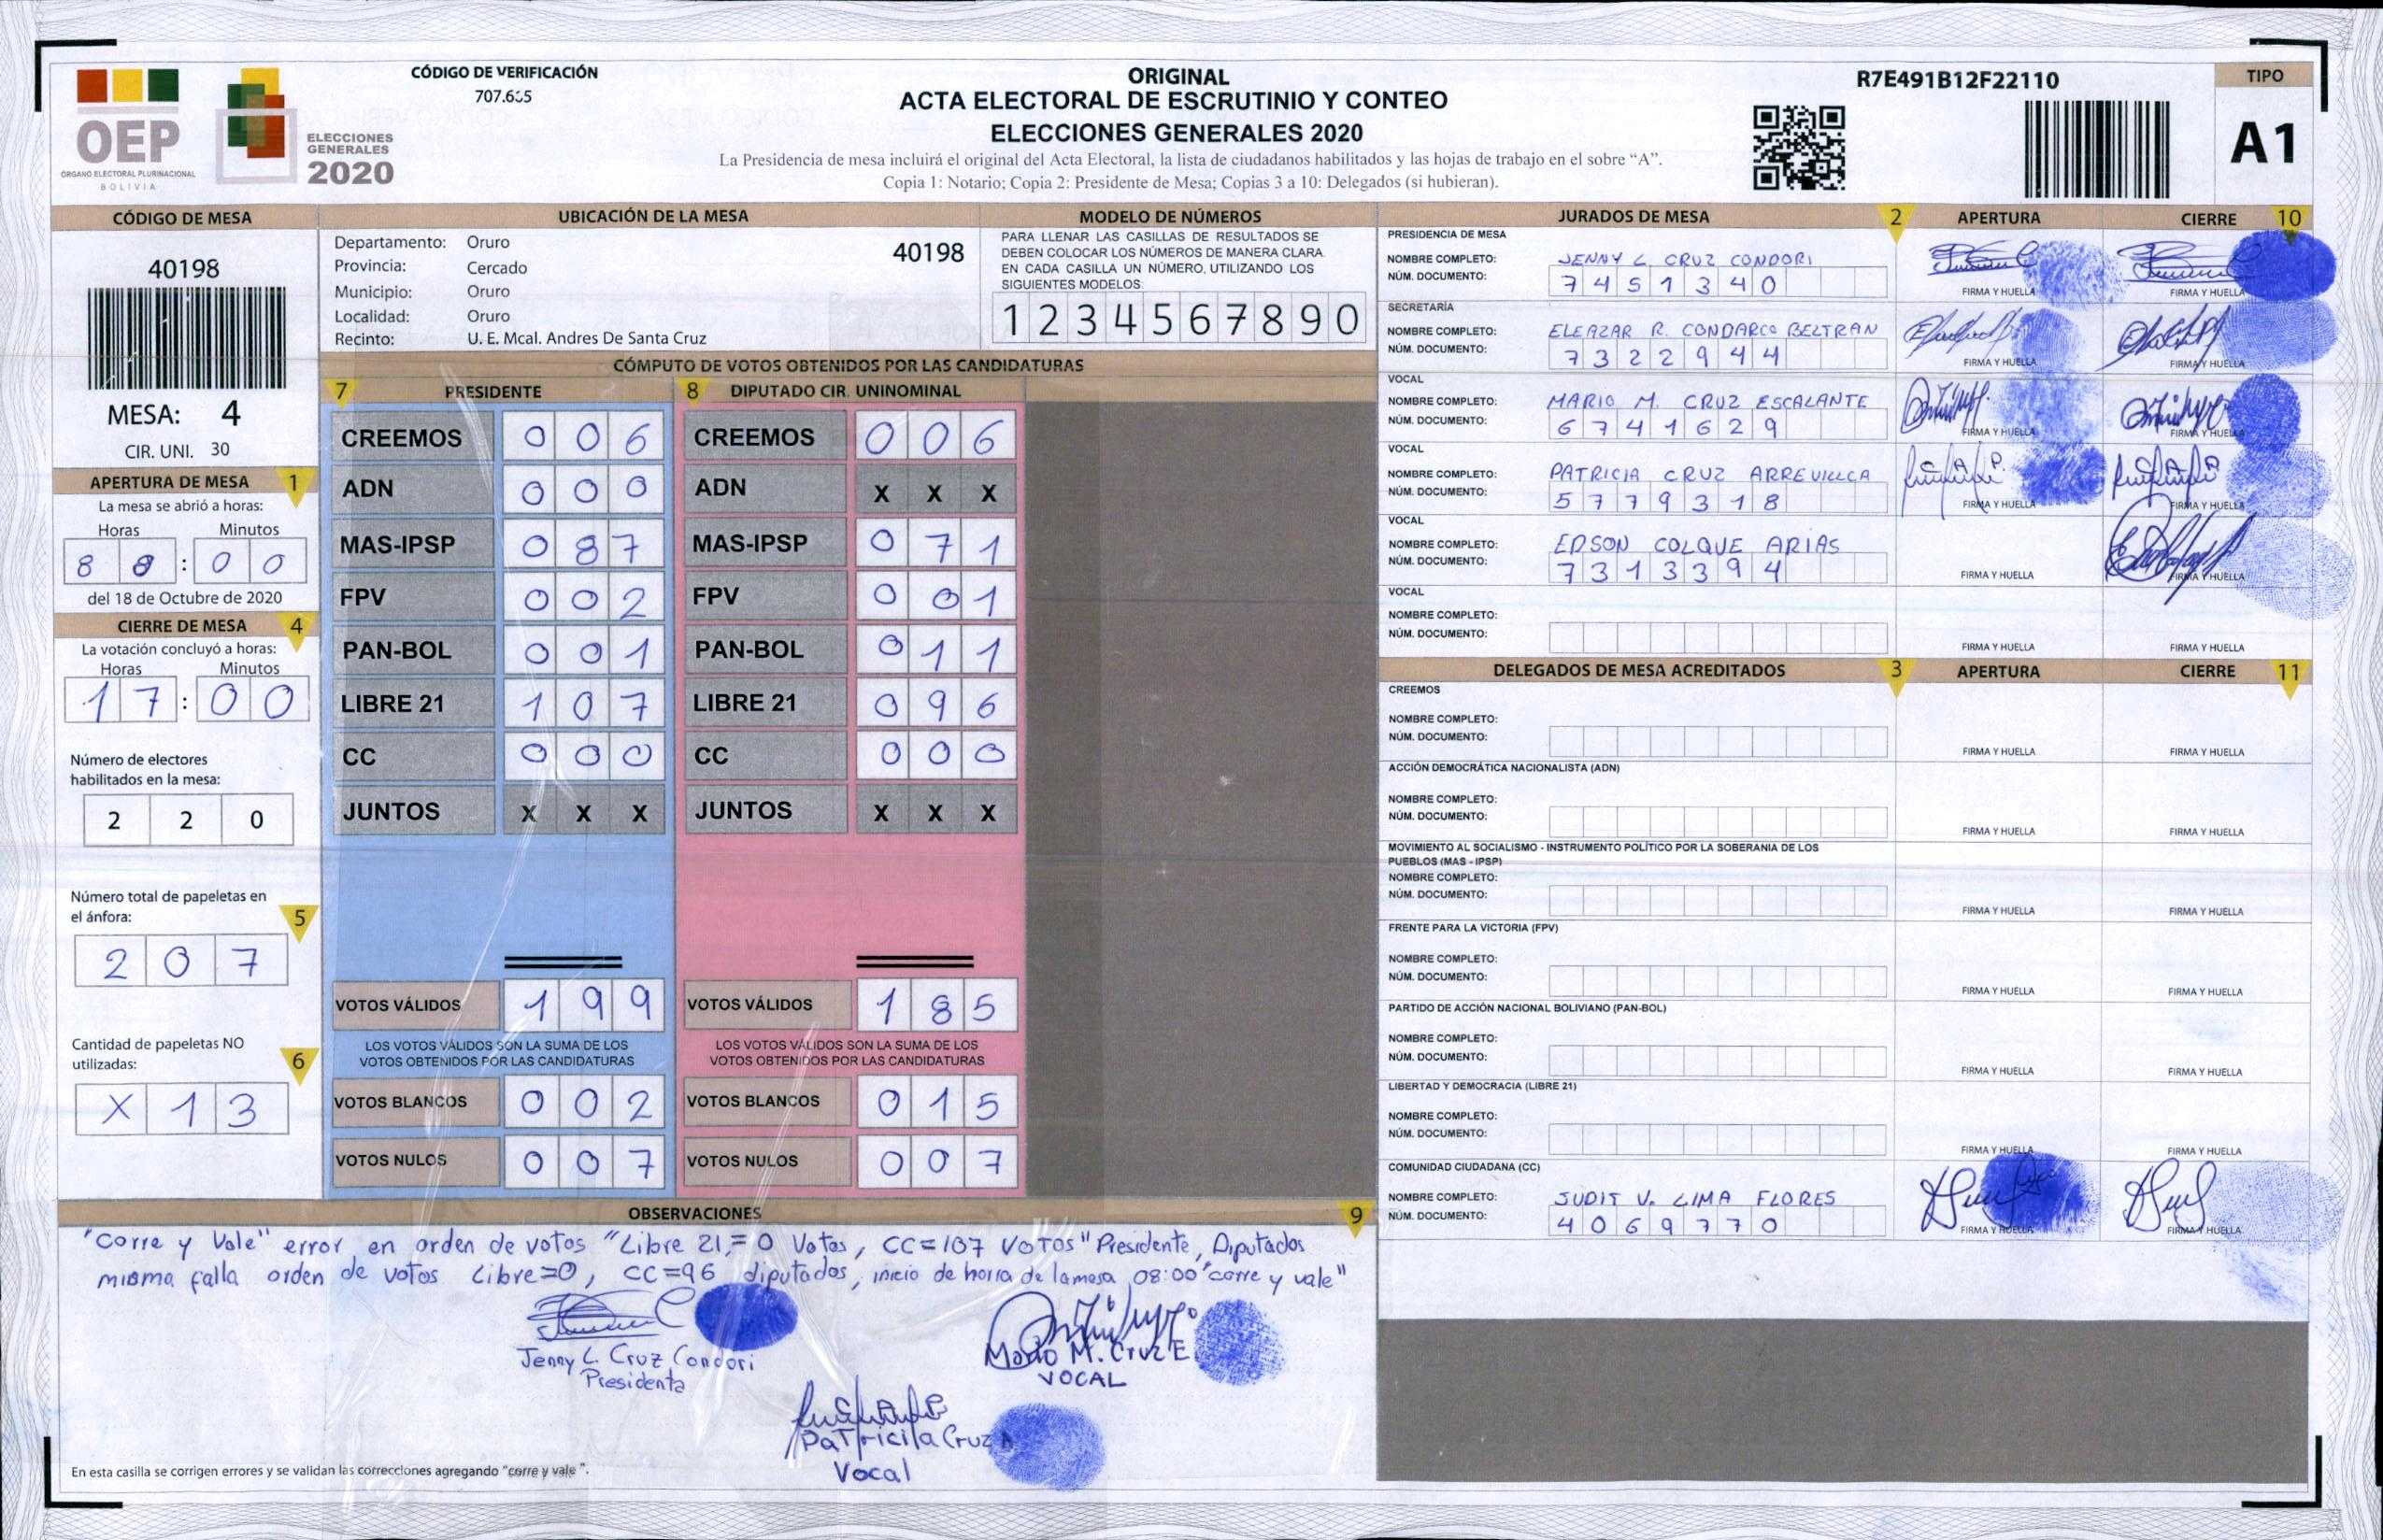 CÓDIGO DE VERIFICACIÓN
OEP
ÓRGANO ELECTORAL PLURINACIONAL
BOLIVIA
ELECCIONES
GENERALES
2020
ORIGINAL
ACTA ELECTORAL DE ESCRUTINIO Y CONTEO
ELECCIONES GENERALES 2020
La Presidencia de mesa incluirá el original del Acta Electoral, la lista de ciudadanos habilitados y las hojas de trabajo en el sobre “A”.
Copia 1: Notario; Copia 2: Presidente de Mesa; Copias 3 a 10: Delegados (si hubieran).
R7E491B12F22110
TIPO
A1
CÓDIGO DE MESA
40198
MESA: 4
CIR. UNI. 30
APERTURA DE MESA 1
La mesa se abrió a horas:
Horas Minutos
8 8 : 0 0
del 18 de Octubre de 2020
CIERRE DE MESA 4
La votación concluyó a horas:
Horas Minutos
1 7 : 0 0
Número de electores
habilitados en la mesa:
2 2 0
Número total de papeletas en
el ánfora: 5
2 0 7
Cantidad de papeletas NO
utilizadas: 6
X 1 3
UBICACIÓN DE LA MESA
Departamento: Oruro 40198
Provincia: Cercado
Municipio: Oruro
Localidad: Oruro
Recinto: U. E. Mcal. Andres De Santa Cruz
MODELO DE NÚMEROS
PARA LLENAR LAS CASILLAS DE RESULTADOS SE
DEBEN COLOCAR LOS NÚMEROS DE MANERA CLARA.
EN CADA CASILLA UN NÚMERO, UTILIZANDO LOS
SIGUIENTES MODELOS:
1 2 3 4 5 6 7 8 9 0
CÓMPUTO DE VOTOS OBTENIDOS POR LAS CANDIDATURAS
7 PRESIDENTE 8 DIPUTADO CIR. UNINOMINAL
CREEMOS 0 0 6 CREEMOS 0 0 6
ADN 0 0 0 ADN X X X
MAS-IPSP 0 8 7 MAS-IPSP 0 7 1
FPV 0 0 2 FPV 0 0 1
PAN-BOL 0 0 1 PAN-BOL 0 1 1
LIBRE 21 1 0 7 LIBRE 21 0 9 6
CC 0 0 0 CC 0 0 0
JUNTOS X X X JUNTOS X X X
VOTOS VÁLIDOS 1 9 9 VOTOS VÁLIDOS 1 8 5
LOS VOTOS VÁLIDOS SON LA SUMA DE LOS LOS VOTOS VÁLIDOS SON LA SUMA DE LOS
VOTOS OBTENIDOS POR LAS CANDIDATURAS VOTOS OBTENIDOS POR LAS CANDIDATURAS
VOTOS BLANCOS 0 0 2 VOTOS BLANCOS 0 1 5
VOTOS NULOS 0 0 7 VOTOS NULOS 0 0 7
OBSERVACIONES 9
"Corre y Vale" error en orden de votos "Libre 21,= 0 Votos, CC=107 VOTOS" Presidente, Diputados
misma falla orden de votos Libre=0, CC=96 diputados, inicio de horra de la mesa 08:00 "corre y vale"
Jenny L. Cruz Condori
Presidenta
Mario M. Cruz E.
VOCAL
Patricia Cruz A
Vocal
En esta casilla se corrigen errores y se validan las correcciones agregando "corre y vale".
JURADOS DE MESA 2 APERTURA CIERRE 10
PRESIDENCIA DE MESA
NOMBRE COMPLETO: JENNY L. CRUZ CONDORI
NÚM. DOCUMENTO: 7 4 5 1 3 4 0
FIRMA Y HUELLA FIRMA Y HUELLA
SECRETARÍA
NOMBRE COMPLETO: ELEAZAR R. CONDARCO BELTRAN
NÚM. DOCUMENTO: 7 3 2 2 9 4 4
FIRMA Y HUELLA FIRMA Y HUELLA
VOCAL
NOMBRE COMPLETO: MARIO M. CRUZ ESCALANTE
NÚM. DOCUMENTO: 6 7 4 1 6 2 9
FIRMA Y HUELLA FIRMA Y HUELLA
VOCAL
NOMBRE COMPLETO: PATRICIA CRUZ ARREVILLCA
NÚM. DOCUMENTO: 5 7 7 9 3 1 8
FIRMA Y HUELLA FIRMA Y HUELLA
VOCAL
NOMBRE COMPLETO: EDSON COLQUE ARIAS
NÚM. DOCUMENTO: 7 3 1 3 3 9 4
FIRMA Y HUELLA FIRMA Y HUELLA
VOCAL
NOMBRE COMPLETO:
NÚM. DOCUMENTO:
FIRMA Y HUELLA FIRMA Y HUELLA
DELEGADOS DE MESA ACREDITADOS 3 APERTURA CIERRE 11
CREEMOS
NOMBRE COMPLETO:
NÚM. DOCUMENTO:
FIRMA Y HUELLA FIRMA Y HUELLA
ACCIÓN DEMOCRÁTICA NACIONALISTA (ADN)
NOMBRE COMPLETO:
NÚM. DOCUMENTO:
FIRMA Y HUELLA FIRMA Y HUELLA
MOVIMIENTO AL SOCIALISMO - INSTRUMENTO POLÍTICO POR LA SOBERANIA DE LOS
PUEBLOS (MAS - IPSP)
NOMBRE COMPLETO:
NÚM. DOCUMENTO:
FIRMA Y HUELLA FIRMA Y HUELLA
FRENTE PARA LA VICTORIA (FPV)
NOMBRE COMPLETO:
NÚM. DOCUMENTO:
FIRMA Y HUELLA FIRMA Y HUELLA
PARTIDO DE ACCIÓN NACIONAL BOLIVIANO (PAN-BOL)
NOMBRE COMPLETO:
NÚM. DOCUMENTO:
FIRMA Y HUELLA FIRMA Y HUELLA
LIBERTAD Y DEMOCRACIA (LIBRE 21)
NOMBRE COMPLETO:
NÚM. DOCUMENTO:
FIRMA Y HUELLA FIRMA Y HUELLA
COMUNIDAD CIUDADANA (CC)
NOMBRE COMPLETO: JUDIT V. LIMA FLORES
NÚM. DOCUMENTO: 4 0 6 9 7 7 0
FIRMA Y HUELLA FIRMA Y HUELLA